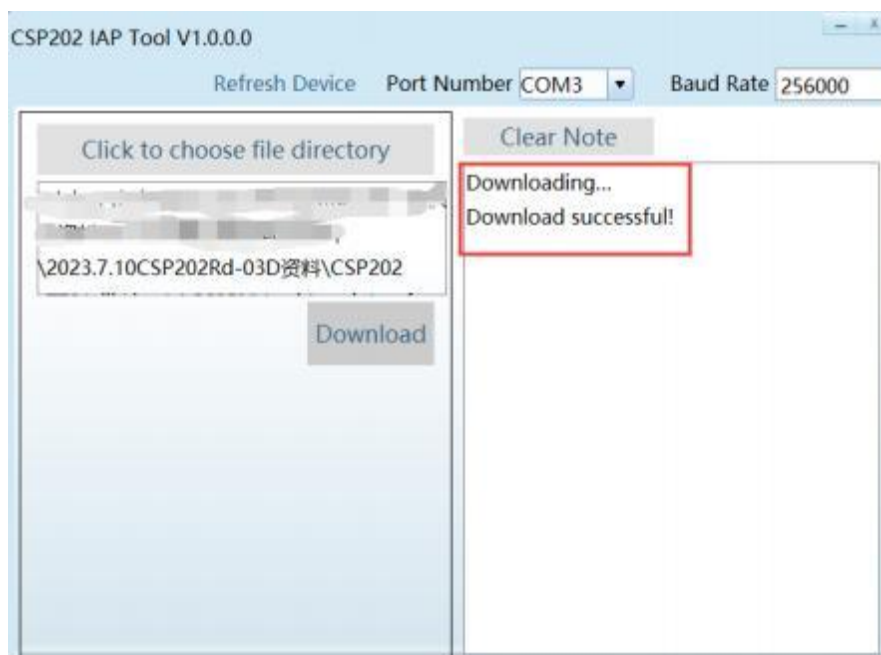 CSP202 IAP Tool V1.0.0.0
Refresh Device Port Number COM3 Baud Rate 256000
Click to choose file directory
Clear Note
Downloading...
Download successful!
\2023.7.10CSP202Rd-03D资料\CSP202
Download